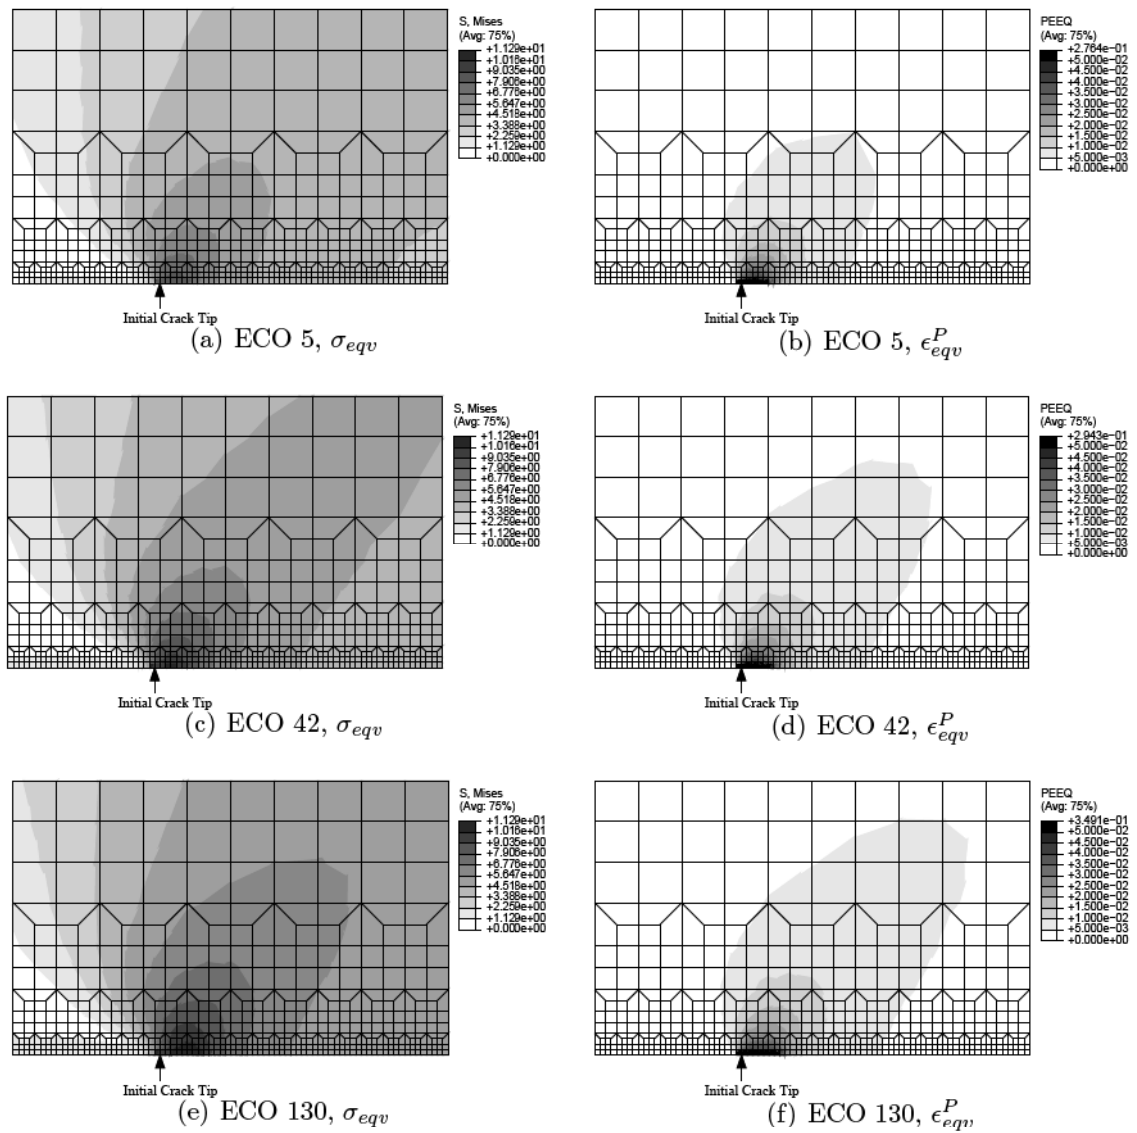 S, Mises
(Avg: 75%)
+1.129e+01
+1.016e+01
+9.035e+00
+7.906e+00
+6.776e+00
+5.647e+00
+4.518e+00
+3.388e+00
+2.259e+00
+1.129e+00
+0.000e+00
Initial Crack Tip
(a) ECO 5, σ_eqv
PEEQ
(Avg: 75%)
+2.764e−01
+5.000e−02
+4.500e−02
+4.000e−02
+3.500e−02
+3.000e−02
+2.500e−02
+2.000e−02
+1.500e−02
+1.000e−02
+5.000e−03
+0.000e+00
Initial Crack Tip
(b) ECO 5, ϵ^P_eqv
S, Mises
(Avg: 75%)
+1.129e+01
+1.016e+01
+9.035e+00
+7.906e+00
+6.776e+00
+5.647e+00
+4.518e+00
+3.388e+00
+2.259e+00
+1.129e+00
+0.000e+00
Initial Crack Tip
(c) ECO 42, σ_eqv
PEEQ
(Avg: 75%)
+2.943e−01
+5.000e−02
+4.500e−02
+4.000e−02
+3.500e−02
+3.000e−02
+2.500e−02
+2.000e−02
+1.500e−02
+1.000e−02
+5.000e−03
+0.000e+00
Initial Crack Tip
(d) ECO 42, ϵ^P_eqv
S, Mises
(Avg: 75%)
+1.129e+01
+1.016e+01
+9.035e+00
+7.906e+00
+6.776e+00
+5.647e+00
+4.518e+00
+3.388e+00
+2.259e+00
+1.129e+00
+0.000e+00
Initial Crack Tip
(e) ECO 130, σ_eqv
PEEQ
(Avg: 75%)
+3.491e−01
+5.000e−02
+4.500e−02
+4.000e−02
+3.500e−02
+3.000e−02
+2.500e−02
+2.000e−02
+1.500e−02
+1.000e−02
+5.000e−03
+0.000e+00
Initial Crack Tip
(f) ECO 130, ϵ^P_eqv